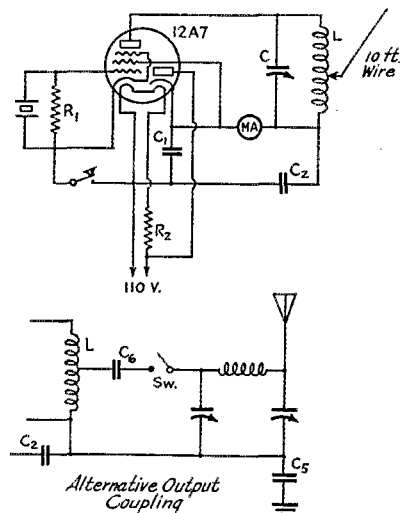 12A7
L
C
10 ft.
Wire
R1
C1
MA
C2
R2
110 V.
L
C6
Sw.
C2
C5
Alternative Output
Coupling